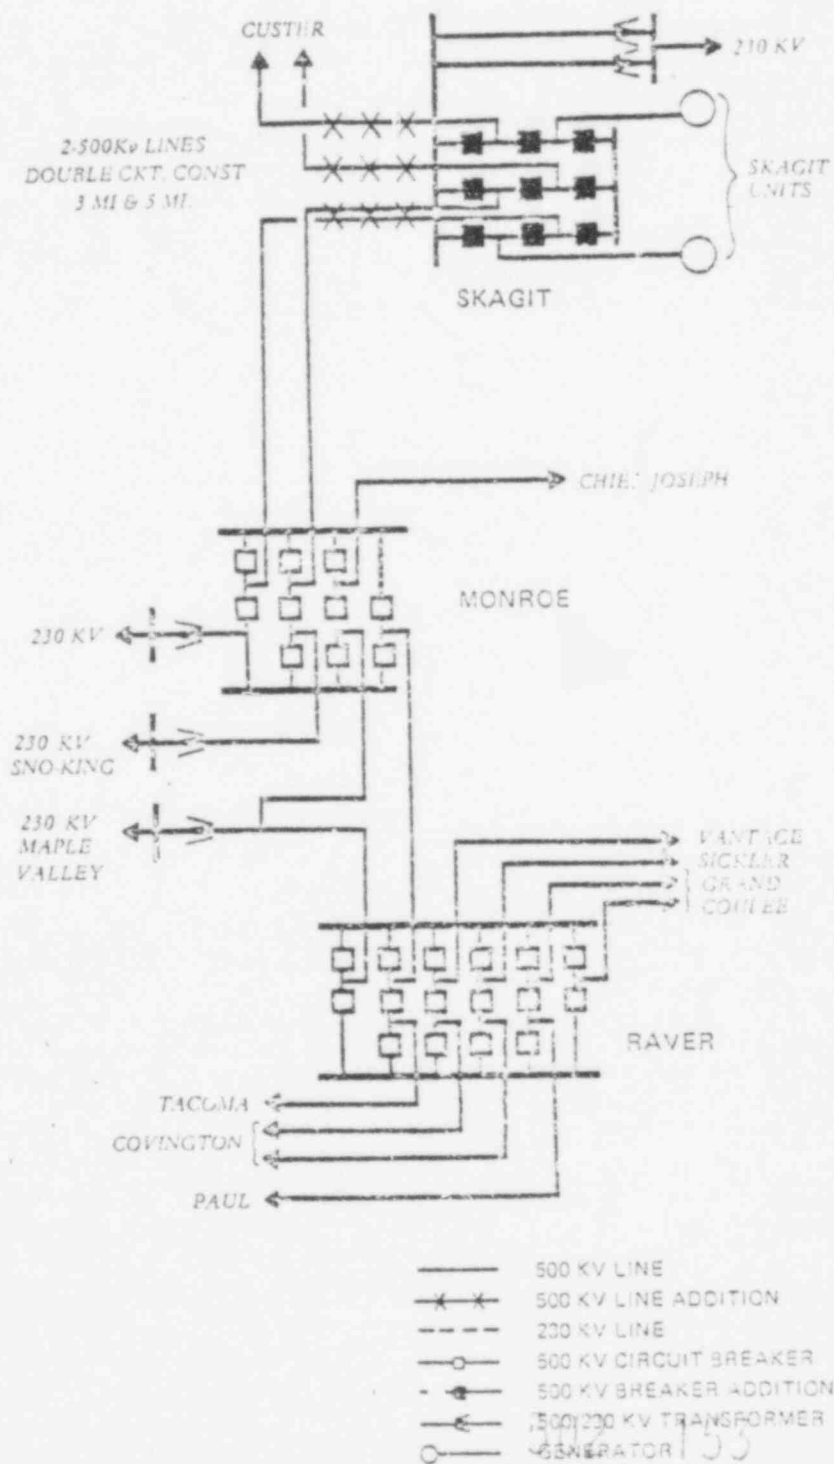 CUSTER
230 KV
2-500Kv LINES
DOUBLE CKT. CONST
3 MI & 5 MI.
SKAGIT
UNITS
SKAGIT
CHIEF JOSEPH
MONROE
230 KV
230 KV
SNO-KING
230 KV
MAPLE
VALLEY
VANTAGE
SICKLER
GRAND
COULEE
RAVER
TACOMA
COVINGTON
PAUL
500 KV LINE
500 KV LINE ADDITION
230 KV LINE
500 KV CIRCUIT BREAKER
500 KV BREAKER ADDITION
500/230 KV TRANSFORMER
GENERATOR
153